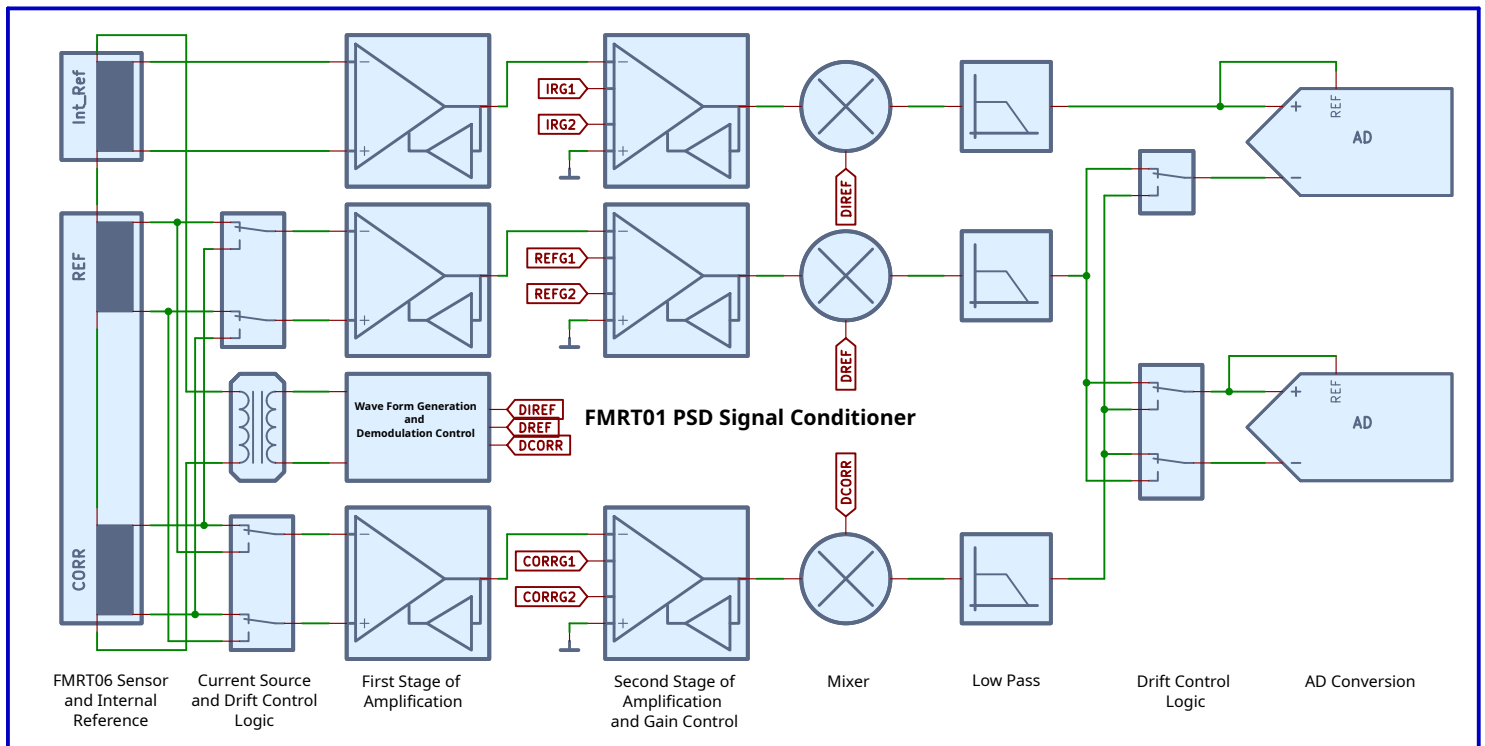 Int_Ref
−
+
−
IRG1
IRG2
+
DIREF
+
REF
AD
−
REF
−
+
−
REFG1
REFG2
+
DREF
Wave Form Generation
and
Demodulation Control
DIREF
DREF
DCORR
FMRT01 PSD Signal Conditioner
+
REF
AD
−
CORR
−
+
−
CORRG1
CORRG2
+
DCORR
FMRT06 Sensor
and Internal
Reference
Current Source
and Drift Control
Logic
First Stage of
Amplification
Second Stage of
Amplification
and Gain Control
Mixer
Low Pass
Drift Control
Logic
AD Conversion